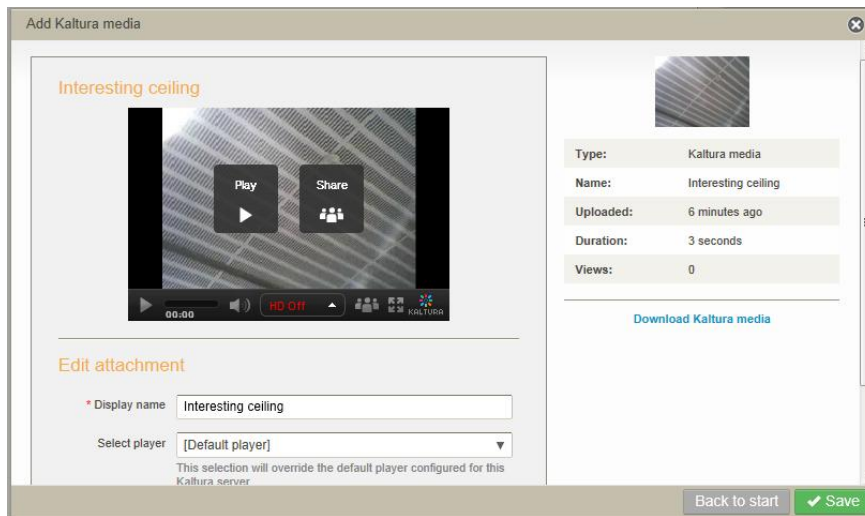 Add Kaltura media
Interesting ceiling
Play
Share
00:00
HD Off
KALTURA
Type: Kaltura media
Name: Interesting ceiling
Uploaded: 6 minutes ago
Duration: 3 seconds
Views: 0
Download Kaltura media
Edit attachment
* Display name Interesting ceiling
Select player [Default player]
This selection will override the default player configured for this
Kaltura server
Back to start
Save